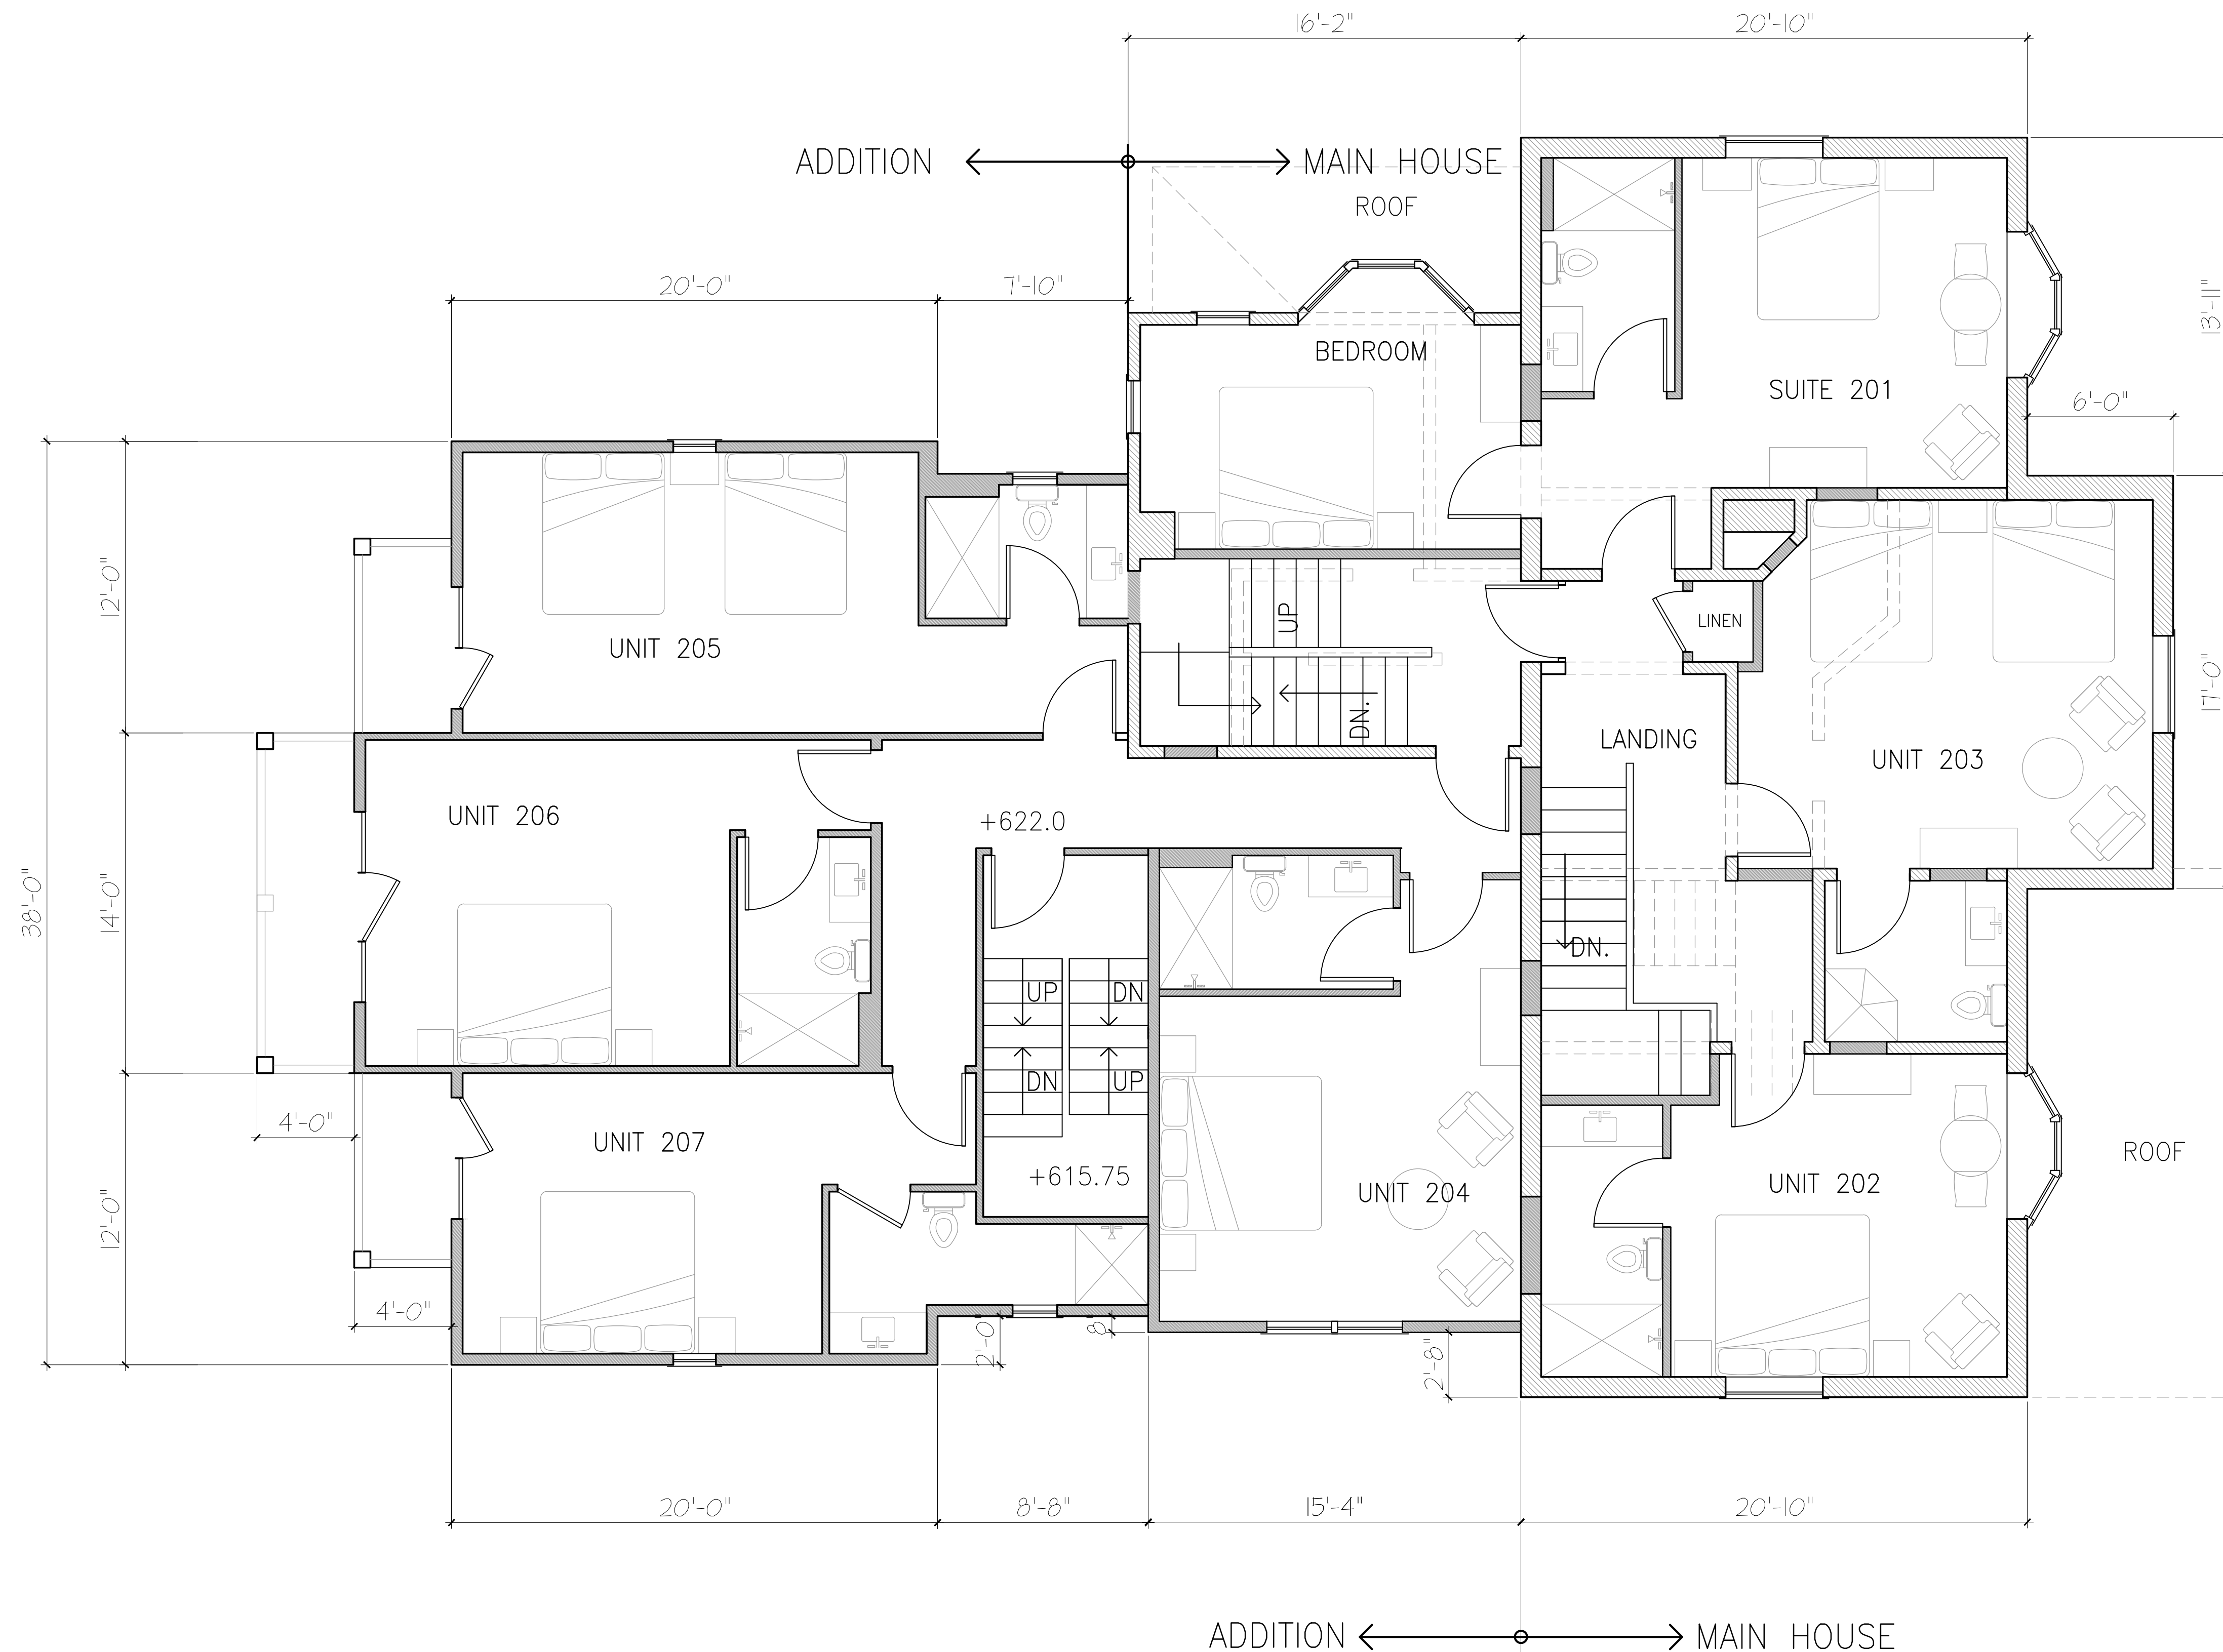 16'-2"
20'-10"
ADDITION
MAIN HOUSE
ROOF
20'-0"
7'-10"
13'-11"
BEDROOM
SUITE 201
6'-0"
12'-0"
UP
LINEN
UNIT 205
17'-0"
DN.
LANDING
UNIT 203
UNIT 206
+622.0
38'-0"
14'-0"
DN.
UP
DN
DN
UP
4'-0"
UNIT 207
ROOF
+615.75
UNIT 204
UNIT 202
12'-0"
4'-0"
2'-0
8"
2'-8"
20'-0"
8'-8"
15'-4"
20'-10"
ADDITION
MAIN HOUSE